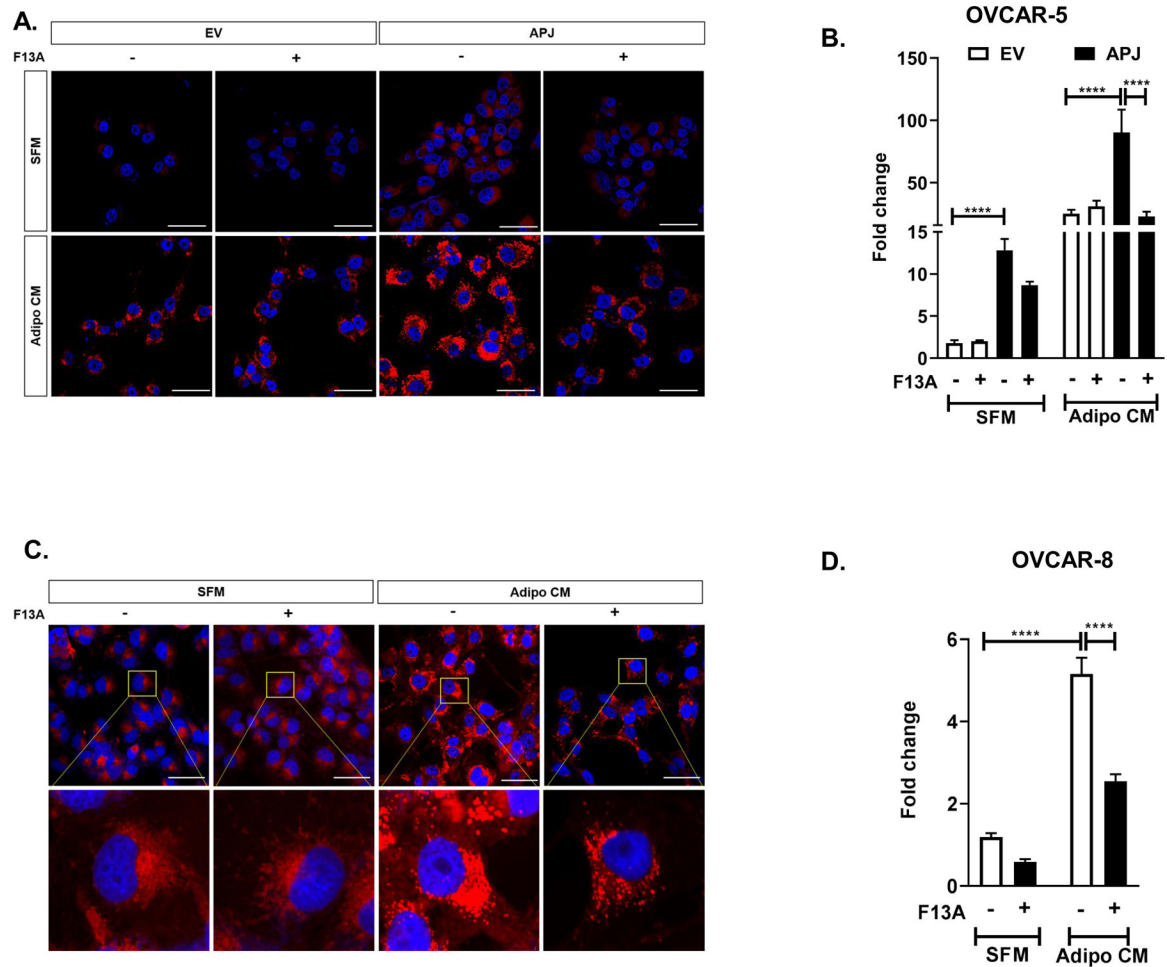 A.
EV APJ
F13A - + - +
SFM
Adipo CM
OVCAR-5
B.
EV APJ
Fold change
150
100
50
15
10
5
0
**** **** ****
F13A - + - + - + - +
SFM Adipo CM
C.
SFM Adipo CM
F13A - + - +
D.
OVCAR-8
Fold change
6
4
2
0
**** ****
F13A - + - +
SFM Adipo CM